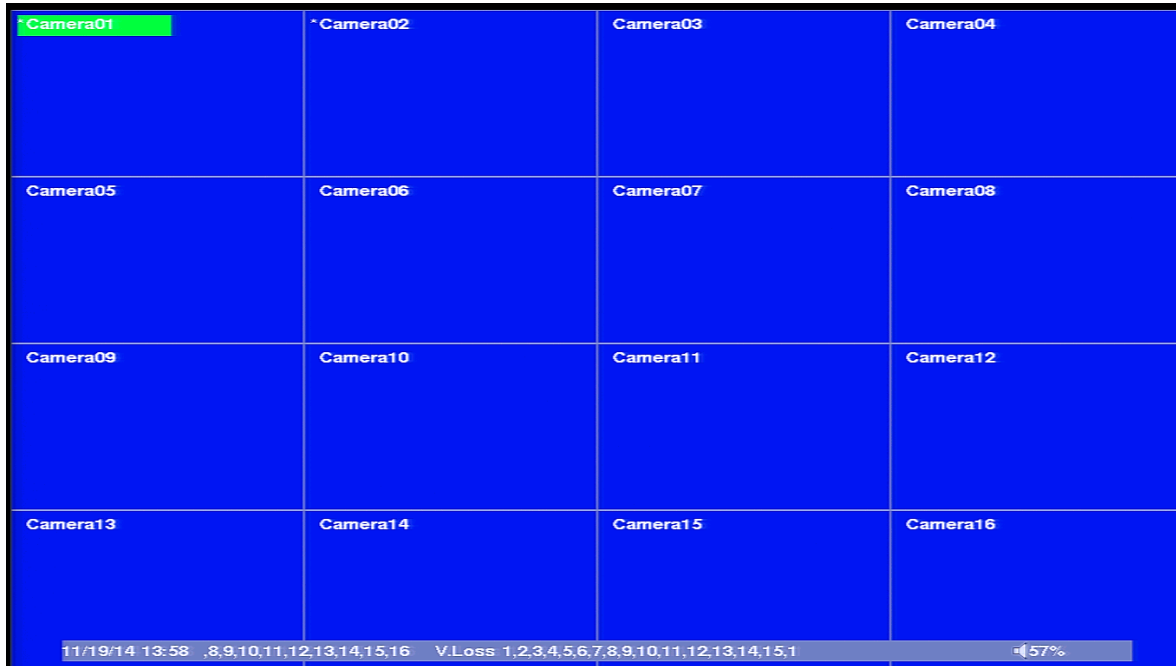 *Camera01 *Camera02 Camera03 Camera04
Camera05 Camera06 Camera07 Camera08
Camera09 Camera10 Camera11 Camera12
Camera13 Camera14 Camera15 Camera16
11/19/14 13:58 ,8,9,10,11,12,13,14,15,16 V.Loss 1,2,3,4,5,6,7,8,9,10,11,12,13,14,15,1 57%